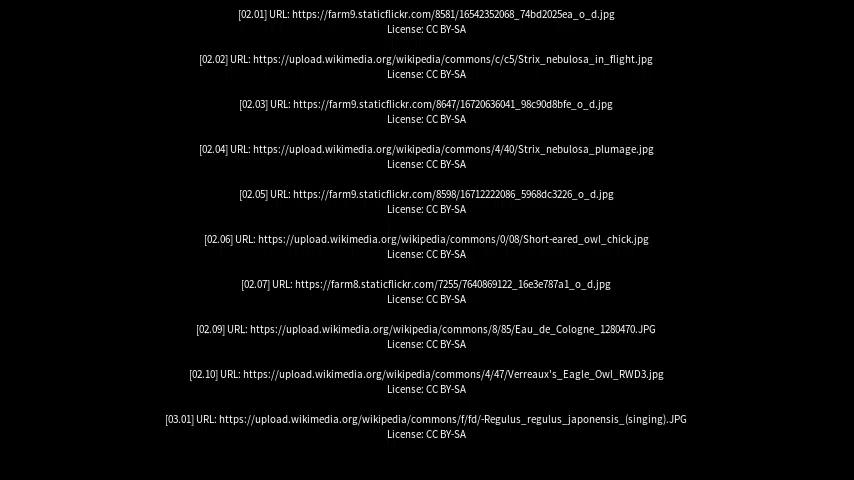 [02.01] URL: https://farm9.staticflickr.com/8581/16542352068_74bd2025ea_o_d.jpg
License: CC BY-SA
[02.02] URL: https://upload.wikimedia.org/wikipedia/commons/c/c5/Strix_nebulosa_in_flight.jpg
License: CC BY-SA
[02.03] URL: https://farm9.staticflickr.com/8647/16720636041_98c90d8bfe_o_d.jpg
License: CC BY-SA
[02.04] URL: https://upload.wikimedia.org/wikipedia/commons/4/40/Strix_nebulosa_plumage.jpg
License: CC BY-SA
[02.05] URL: https://farm9.staticflickr.com/8598/16712222086_5968dc3226_o_d.jpg
License: CC BY-SA
[02.06] URL: https://upload.wikimedia.org/wikipedia/commons/0/08/Short-eared_owl_chick.jpg
License: CC BY-SA
[02.07] URL: https://farm8.staticflickr.com/7255/7640869122_16e3e787a1_o_d.jpg
License: CC BY-SA
[02.09] URL: https://upload.wikimedia.org/wikipedia/commons/8/85/Eau_de_Cologne_1280470.JPG
License: CC BY-SA
[02.10] URL: https://upload.wikimedia.org/wikipedia/commons/4/47/Verreaux's_Eagle_Owl_RWD3.jpg
License: CC BY-SA
[03.01] URL: https://upload.wikimedia.org/wikipedia/commons/f/fd/-Regulus_regulus_japonensis_(singing).JPG
License: CC BY-SA